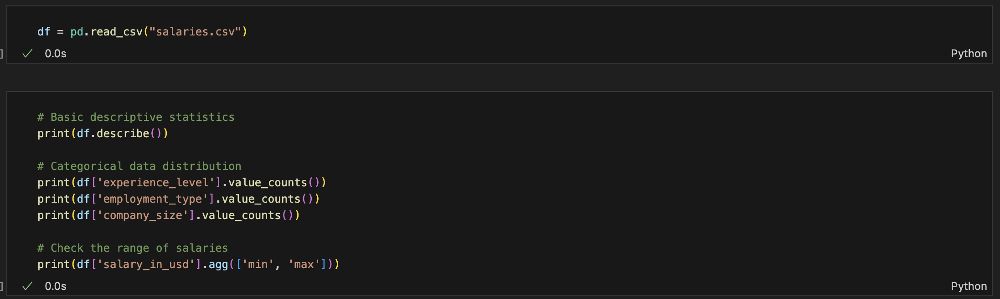 df = pd.read_csv("salaries.csv")
] ✓ 0.0s Python
# Basic descriptive statistics
print(df.describe())
# Categorical data distribution
print(df['experience_level'].value_counts())
print(df['employment_type'].value_counts())
print(df['company_size'].value_counts())
# Check the range of salaries
print(df['salary_in_usd'].agg(['min', 'max']))
] ✓ 0.0s Python